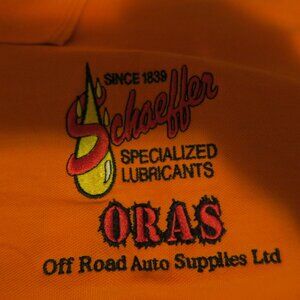 SINCE 1839
Schaeffer
SPECIALIZED
LUBRICANTS
ORAS
Off Road Auto Supplies Ltd